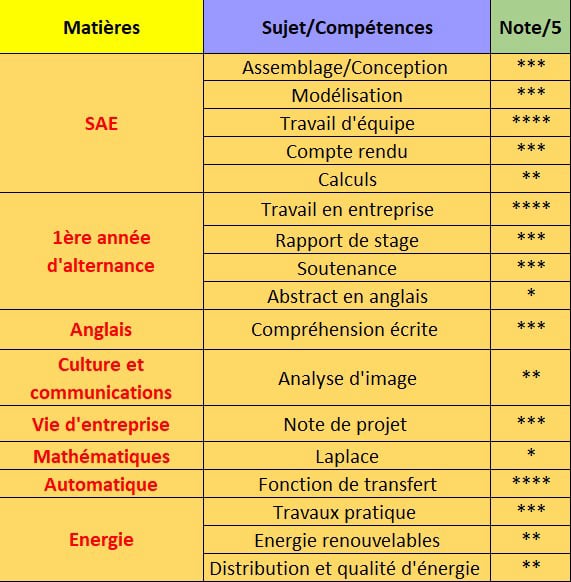 Matières Sujet/Compétences Note/5
SAE
Assemblage/Conception ***
Modélisation ***
Travail d'équipe ****
Compte rendu ***
Calculs **
1ère année
d'alternance
Travail en entreprise ****
Rapport de stage ***
Soutenance ***
Abstract en anglais *
Anglais Compréhension écrite ***
Culture et
communications
Analyse d'image **
Vie d'entreprise Note de projet ***
Mathématiques Laplace *
Automatique Fonction de transfert ****
Energie
Travaux pratique ***
Energie renouvelables **
Distribution et qualité d'énergie **